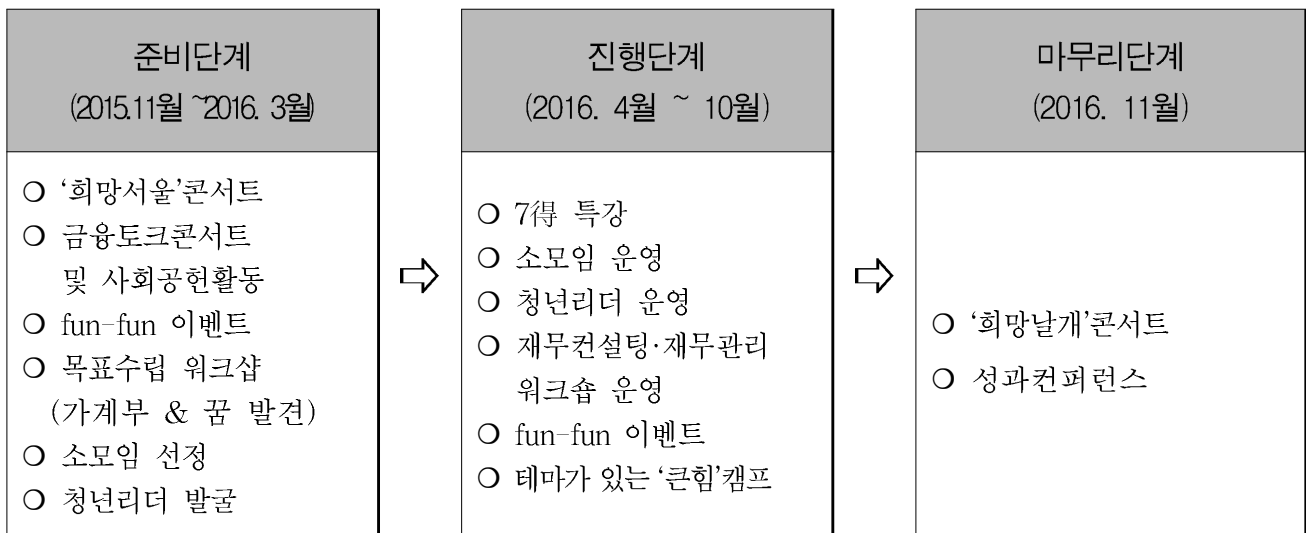 준비단계
(2015.11월 ~2016. 3월)
❍ ‘희망서울’콘서트
❍ 금융토크콘서트
및 사회공헌활동
❍ fun-fun 이벤트
❍ 목표수립 워크샵
(가계부 & 꿈 발견)
❍ 소모임 선정
❍ 청년리더 발굴
진행단계
(2016. 4월 ~ 10월)
❍ 7得 특강
❍ 소모임 운영
❍ 청년리더 운영
❍ 재무컨설팅·재무관리
워크숍 운영
❍ fun-fun 이벤트
❍ 테마가 있는 ‘큰힘’캠프
마무리단계
(2016. 11월)
❍ ‘희망날개’콘서트
❍ 성과컨퍼런스